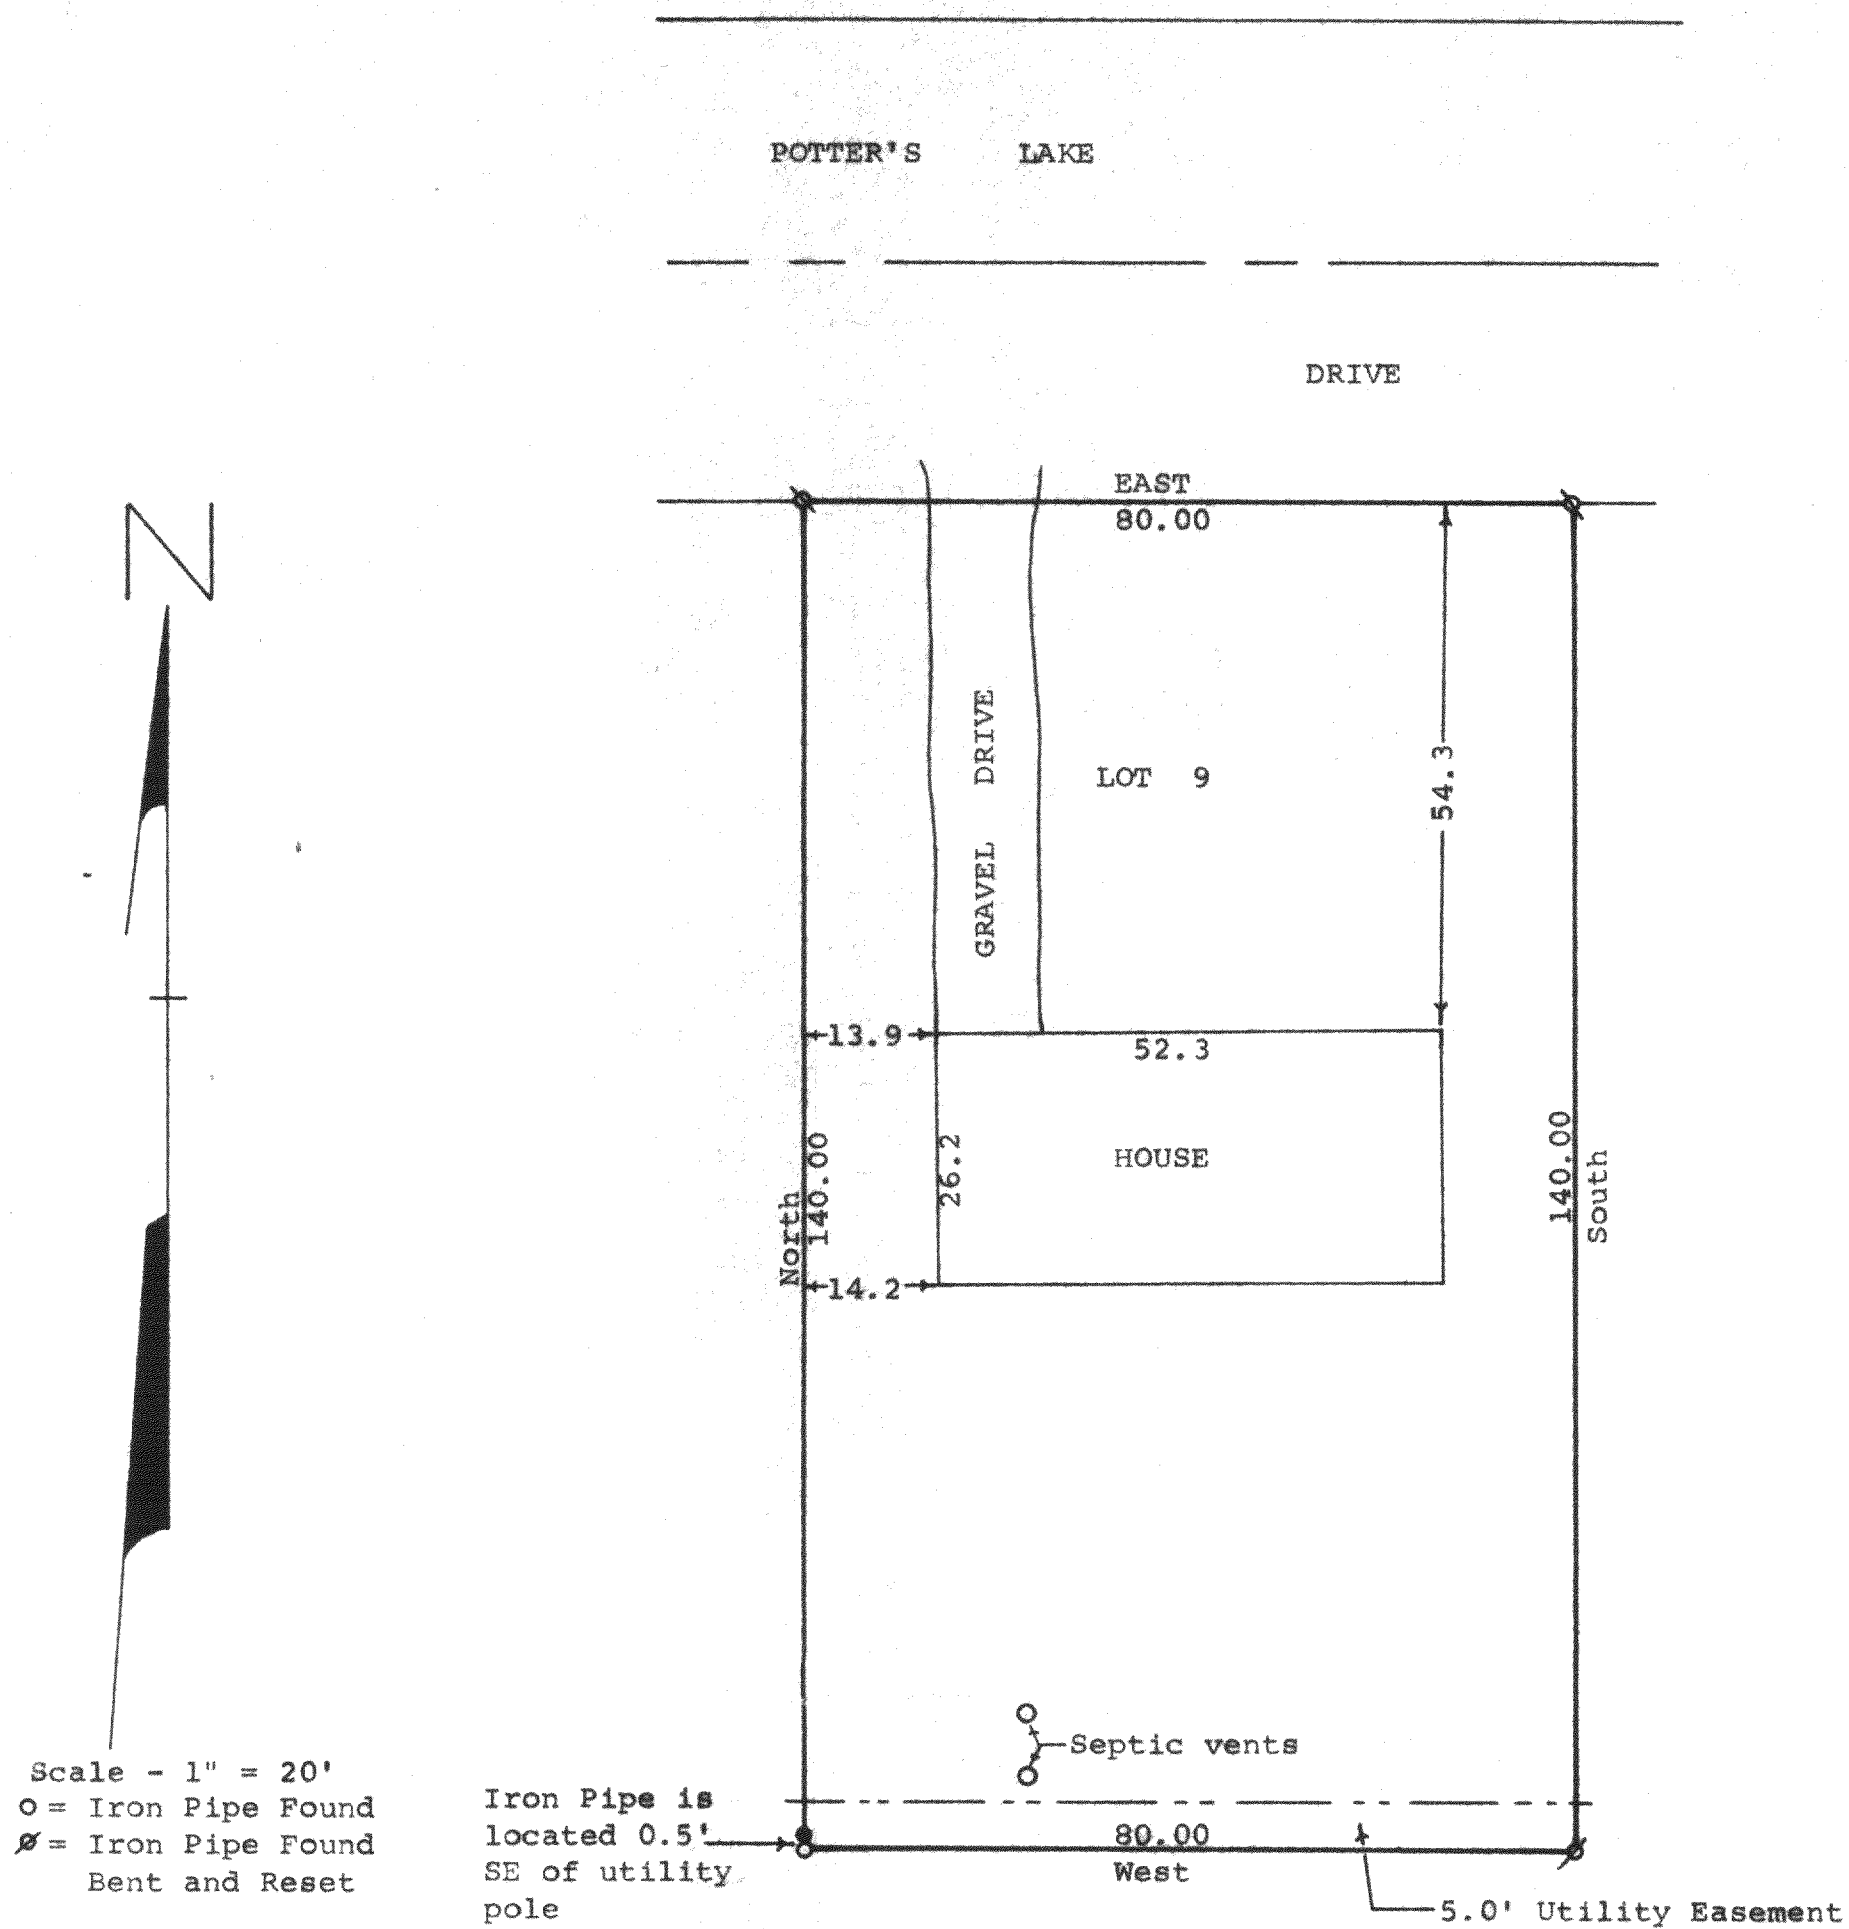 POTTER'S LAKE
DRIVE
N
EAST
80.00
GRAVEL DRIVE
LOT 9
54.3
13.9
52.3
North
140.00
26.2
HOUSE
140.00
South
14.2
Septic vents
Scale - 1" = 20'
O = Iron Pipe Found
Ø = Iron Pipe Found
Bent and Reset
Iron Pipe is
located 0.5'
SE of utility
pole
80.00
West
5.0' Utility Easement